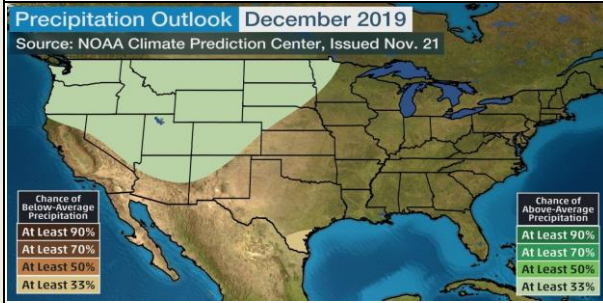 Precipitation Outlook December 2019
Source: NOAA Climate Prediction Center, Issued Nov. 21
Chance of
Below-Average
Precipitation
At Least 90%
At Least 70%
At Least 50%
At Least 33%
Chance of
Above-Average
Precipitation
At Least 90%
At Least 70%
At Least 50%
At Least 33%